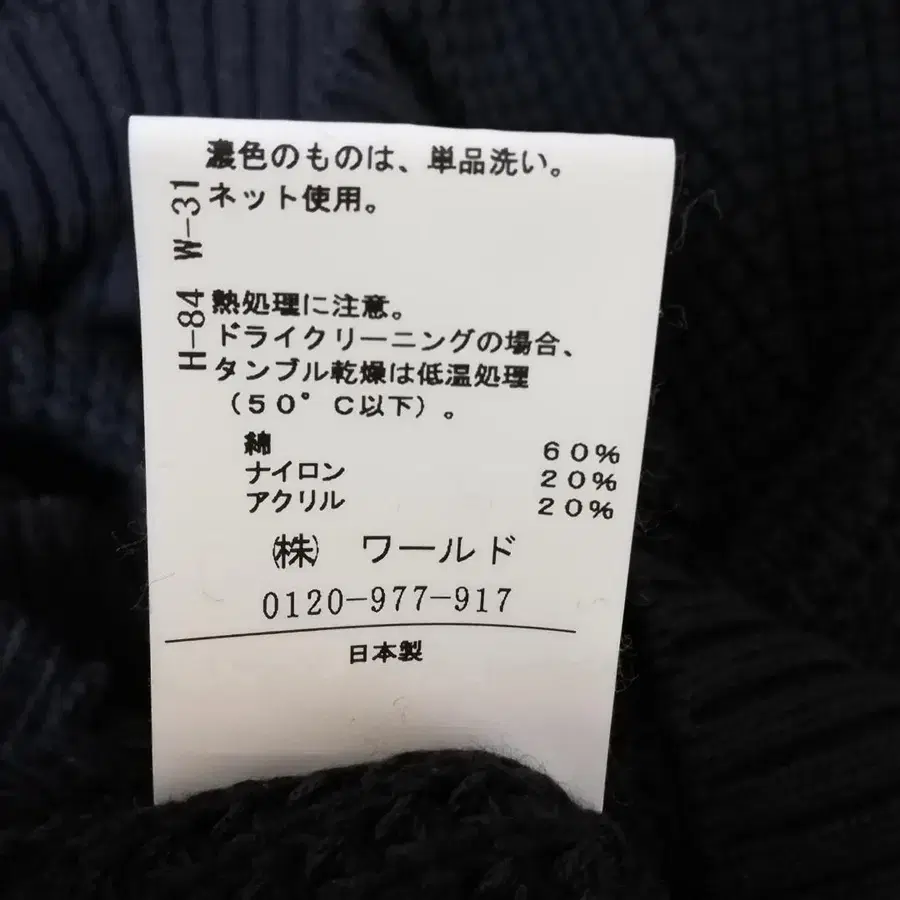 濃色のものは、単品洗い。
ネット使用。
W-31
H-84
熱処理に注意。
ドライクリーニングの場合、
タンブル乾燥は低温処理
（５０°Ｃ以下）。
綿 ６０％
ナイロン ２０％
アクリル ２０％
㈱ ワールド
0120-977-917
日本製